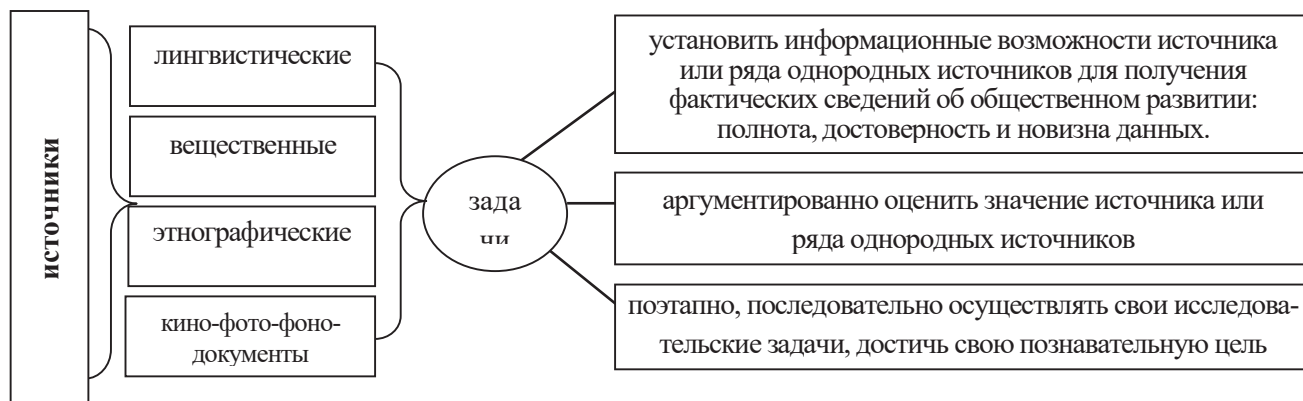 источники
лингвистические
вещественные
этнографические
кино-фото-фоно-
документы
зада
чи
установить информационные возможности источника
или ряда однородных источников для получения
фактических сведений об общественном развитии:
полнота, достоверность и новизна данных.
аргументированно оценить значение источника или
ряда однородных источников
поэтапно, последовательно осуществлять свои исследова-
тельские задачи, достичь свою познавательную цель